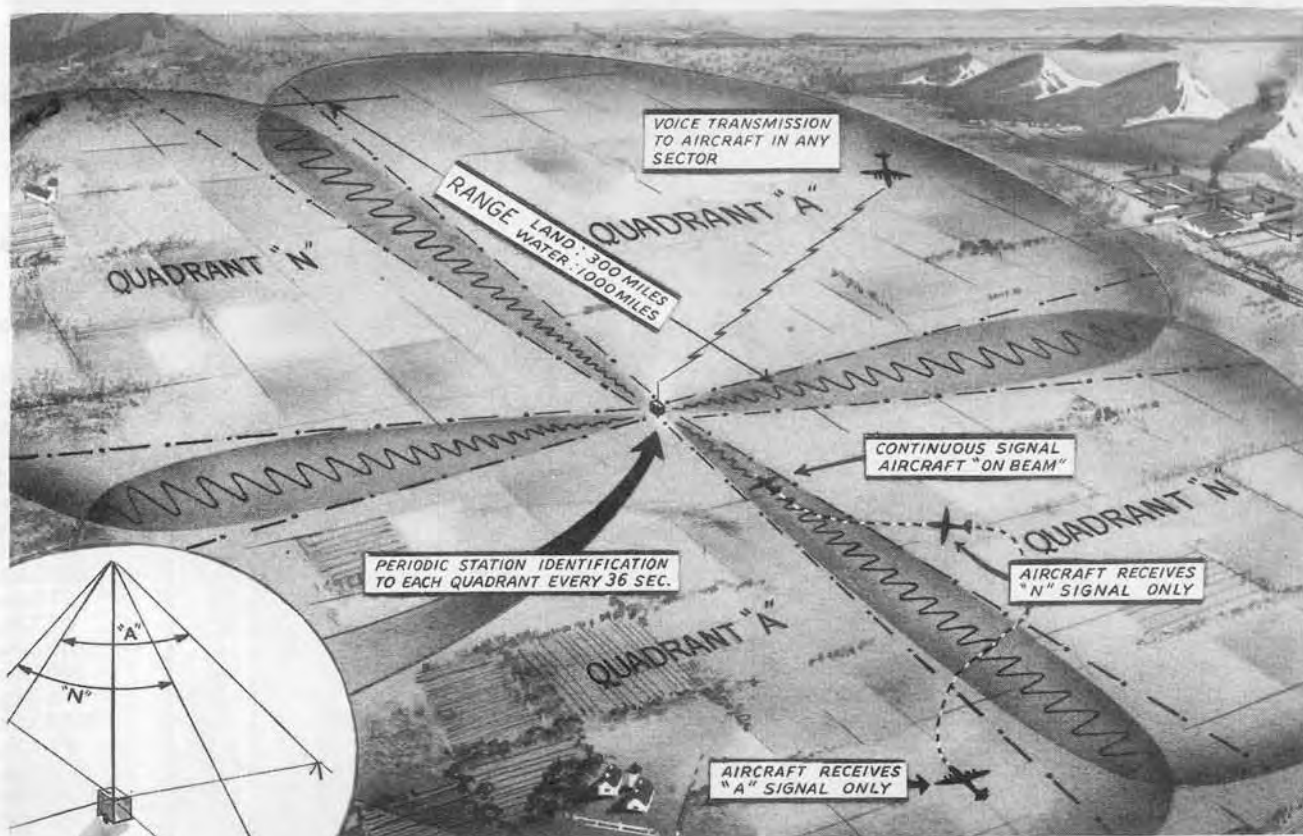 VOICE TRANSMISSION
TO AIRCRAFT IN ANY
SECTOR
QUADRANT "A"
RANGE LAND: 300 MILES
WATER: 1000 MILES
QUADRANT "N"
CONTINUOUS SIGNAL
AIRCRAFT "ON BEAM"
QUADRANT "N"
PERIODIC STATION IDENTIFICATION
TO EACH QUADRANT EVERY 36 SEC.
AIRCRAFT RECEIVES
"N" SIGNAL ONLY
"A"
"N"
QUADRANT "A"
AIRCRAFT RECEIVES
"A" SIGNAL ONLY